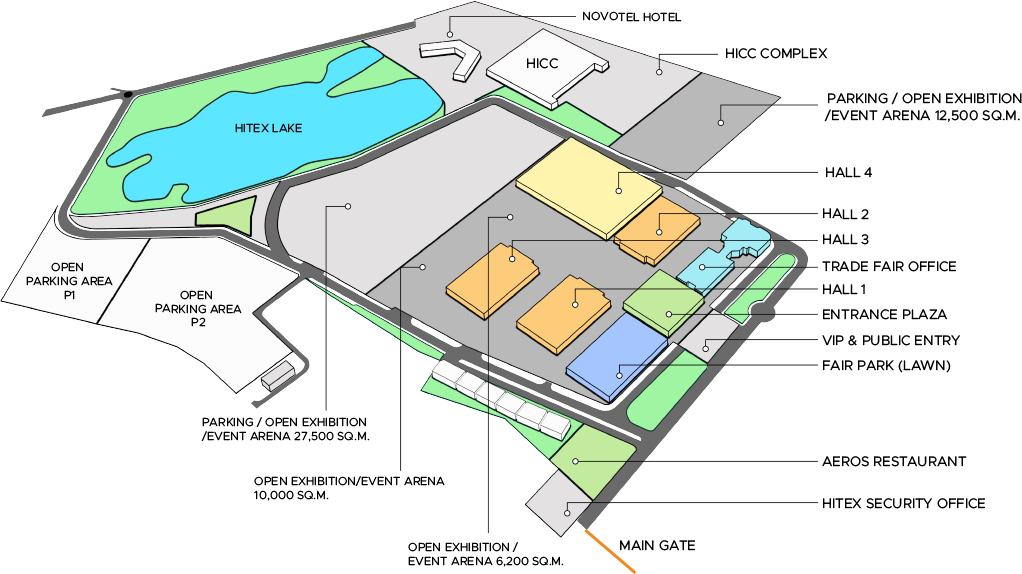 NOVOTEL HOTEL
HICC COMPLEX
HICC
PARKING / OPEN EXHIBITION
/EVENT ARENA 12,500 SQ.M.
HITEX LAKE
HALL 4
HALL 2
HALL 3
TRADE FAIR OFFICE
HALL 1
ENTRANCE PLAZA
VIP & PUBLIC ENTRY
FAIR PARK (LAWN)
OPEN
PARKING AREA
P1
OPEN
PARKING AREA
P2
PARKING / OPEN EXHIBITION
/EVENT ARENA 27,500 SQ.M.
OPEN EXHIBITION/EVENT ARENA
10,000 SQ.M.
OPEN EXHIBITION /
EVENT ARENA 6,200 SQ.M.
AEROS RESTAURANT
HITEX SECURITY OFFICE
MAIN GATE